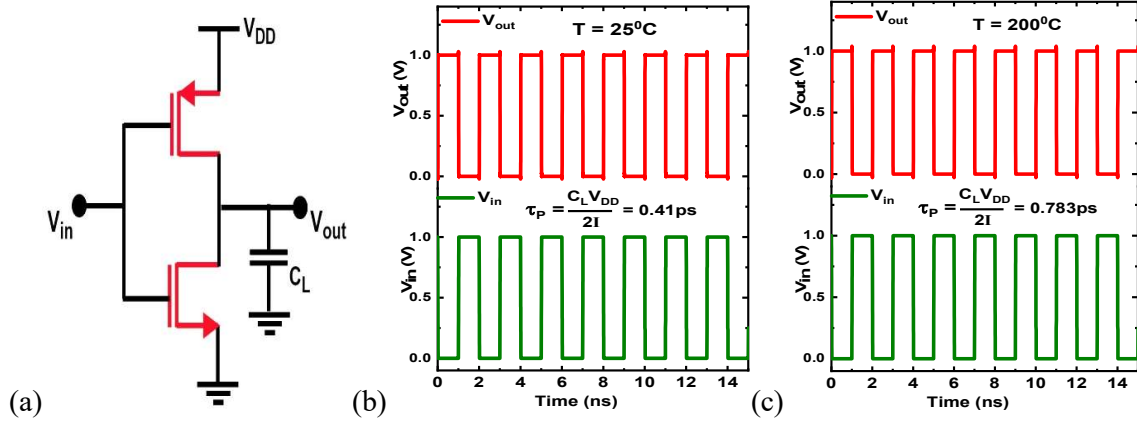 (a)
V_DD
V_in
V_out
C_L
(b)
V_out
T = 25⁰C
V_out (V)
1.0
0.5
0.0
V_in
τ_P = C_L V_DD / 2I = 0.41ps
V_in (V)
1.0
0.5
0.0
0 2 4 6 8 10 12 14
Time (ns)
(c)
V_out
T = 200⁰C
V_out (V)
1.0
0.5
0.0
V_in
τ_P = C_L V_DD / 2I = 0.783ps
V_in (V)
1.0
0.5
0.0
0 2 4 6 8 10 12 14
Time (ns)